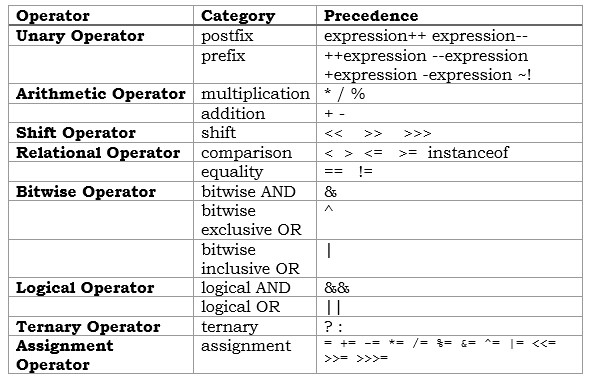 Operator Category Precedence
Unary Operator postfix expression++ expression--
prefix ++expression --expression
+expression -expression ~!
Arithmetic Operator multiplication * / %
addition + -
Shift Operator shift << >> >>>
Relational Operator comparison < > <= >= instanceof
equality == !=
Bitwise Operator bitwise AND &
bitwise ^
exclusive OR
bitwise |
inclusive OR
Logical Operator logical AND &&
logical OR ||
Ternary Operator ternary ? :
Assignment assignment = += -= *= /= %= &= ^= |= <<=
Operator >>= >>>=